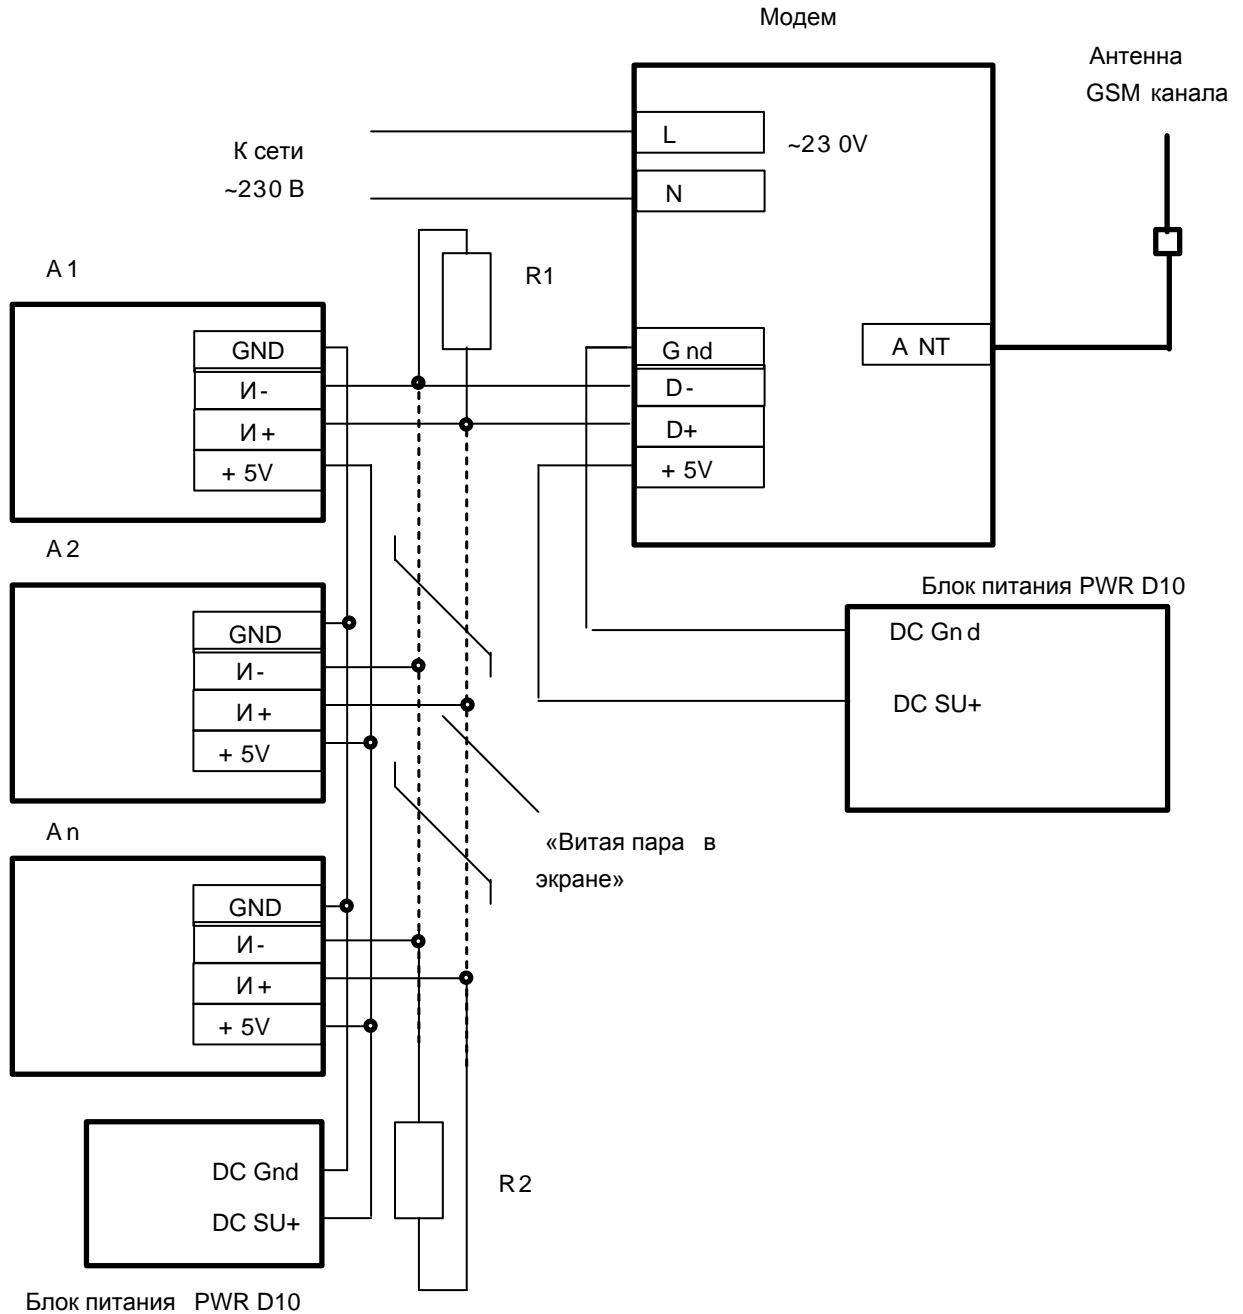 Модем
Антенна
GSM канала
К сети
~230 В
L
~23 0V
N
A 1
R1
GND
И -
И +
+ 5V
G nd
D -
D+
+ 5V
A NT
A 2
GND
И -
И +
+ 5V
Блок питания PWR D10
DC Gn d
DC SU+
«Витая пара в
экране»
A n
GND
И -
И +
+ 5V
DC Gnd
DC SU+
R 2
Блок питания PWR D10